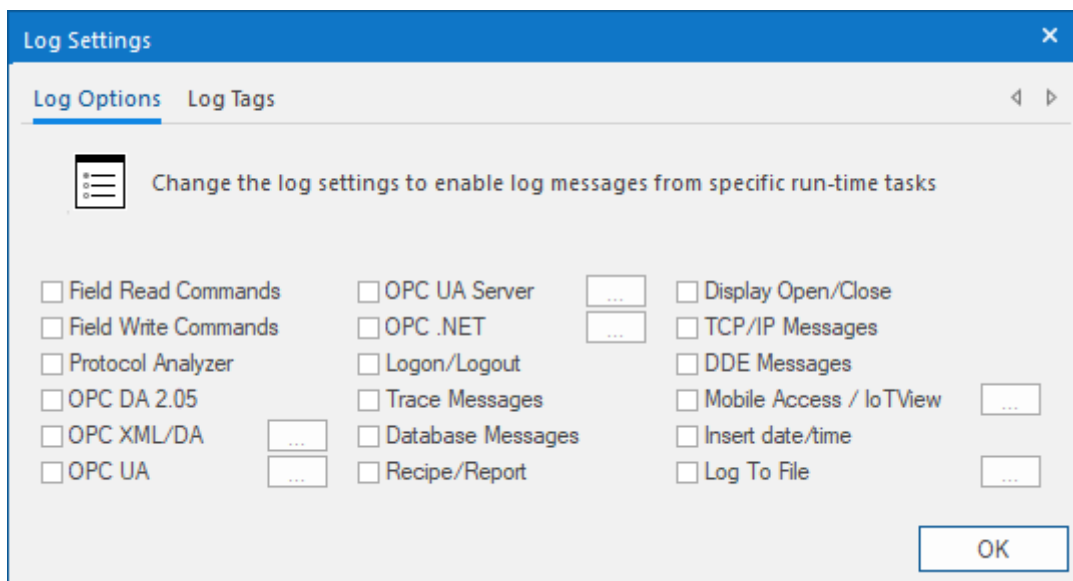 Log Settings
Log Options Log Tags
Change the log settings to enable log messages from specific run-time tasks
Field Read Commands OPC UA Server ... Display Open/Close
Field Write Commands OPC .NET ... TCP/IP Messages
Protocol Analyzer Logon/Logout DDE Messages
OPC DA 2.05 Trace Messages Mobile Access / IoTView ...
OPC XML/DA ... Database Messages Insert date/time
OPC UA ... Recipe/Report Log To File ...
OK